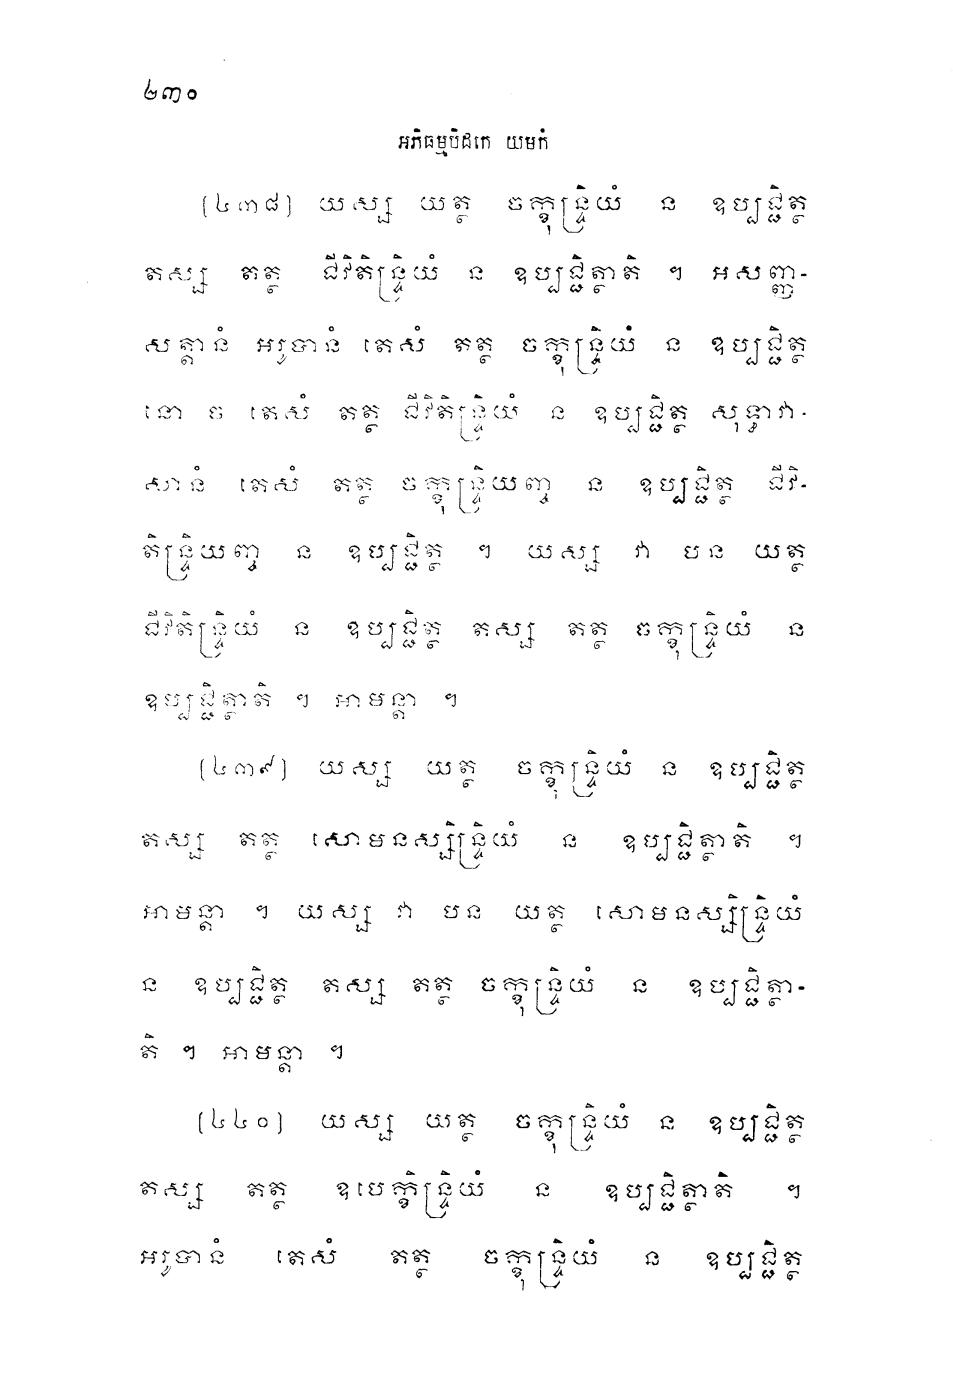 ២៣០
អភិធម្មបិដកេ យមកំ
(៤៣៨) យស្ស យត្ថ ចក្ខុន្ទ្រិយំ ន ឧប្បជ្ជិត្ថ
តស្ស តត្ថ ជីវិតិន្ទ្រិយំ ន ឧប្បជ្ជិត្ថាតិ ។ អសញ្ញ-
សត្តានំ អរូបានំ តេសំ តត្ថ ចក្ខុន្ទ្រិយំ ន ឧប្បជ្ជិត្ថ
នោ ច តេសំ តត្ថ ជីវិតិន្ទ្រិយំ ន ឧប្បជ្ជិត្ថ សុទ្ធាវា-
សានំ តេសំ តត្ថ ចក្ខុន្ទ្រិយញ្ច ន ឧប្បជ្ជិត្ថ ជីវិ-
តិន្ទ្រិយញ្ច ន ឧប្បជ្ជិត្ថ ។ យស្ស វា បន យត្ថ
ជីវិតិន្ទ្រិយំ ន ឧប្បជ្ជិត្ថ តស្ស តត្ថ ចក្ខុន្ទ្រិយំ ន
ឧប្បជ្ជិត្ថាតិ ។ អាមន្តា ។
(៤៣៩) យស្ស យត្ថ ចក្ខុន្ទ្រិយំ ន ឧប្បជ្ជិត្ថ
តស្ស តត្ថ សោមនស្សិន្ទ្រិយំ ន ឧប្បជ្ជិត្ថាតិ ។
អាមន្តា ។ យស្ស វា បន យត្ថ សោមនស្សិន្ទ្រិយំ
ន ឧប្បជ្ជិត្ថ តស្ស តត្ថ ចក្ខុន្ទ្រិយំ ន ឧប្បជ្ជិត្ថា-
តិ ។ អាមន្តា ។
(៤៤០) យស្ស យត្ថ ចក្ខុន្ទ្រិយំ ន ឧប្បជ្ជិត្ថ
តស្ស តត្ថ ឧបេក្ខិន្ទ្រិយំ ន ឧប្បជ្ជិត្ថាតិ ។
អរូបានំ តេសំ តត្ថ ចក្ខុន្ទ្រិយំ ន ឧប្បជ្ជិត្ថ